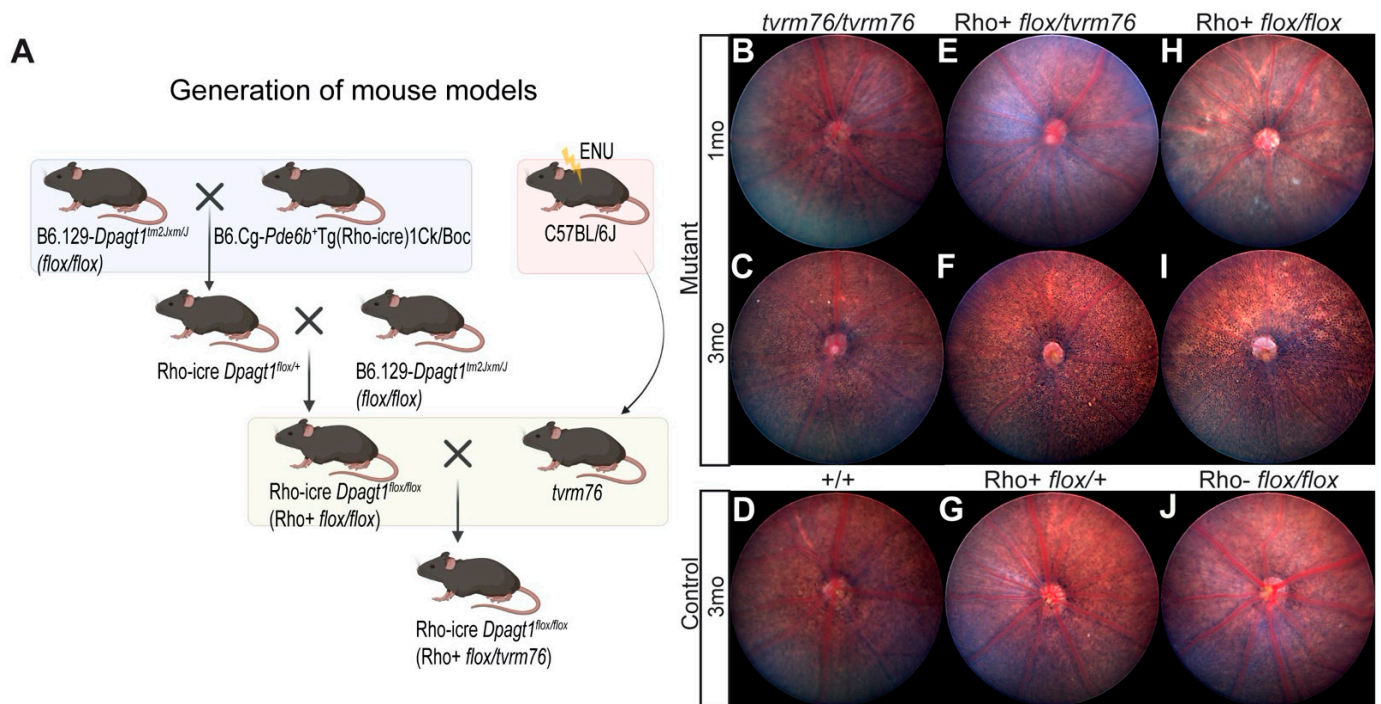 A
Generation of mouse models
ENU
B6.129-Dpagt1tm2Jxm/J
(flox/flox)
B6.Cg-Pde6b+Tg(Rho-icre)1Ck/Boc
C57BL/6J
Rho-icre Dpagt1flox/+
B6.129-Dpagt1tm2Jxm/J
(flox/flox)
Rho-icre Dpagt1flox/flox
(Rho+ flox/flox)
tvrm76
Rho-icre Dpagt1flox/flox
(Rho+ flox/tvrm76)
tvrm76/tvrm76
Rho+ flox/tvrm76
Rho+ flox/flox
Mutant
1mo
B
E
H
3mo
C
F
I
+/+
Rho+ flox/+
Rho- flox/flox
Control
3mo
D
G
J